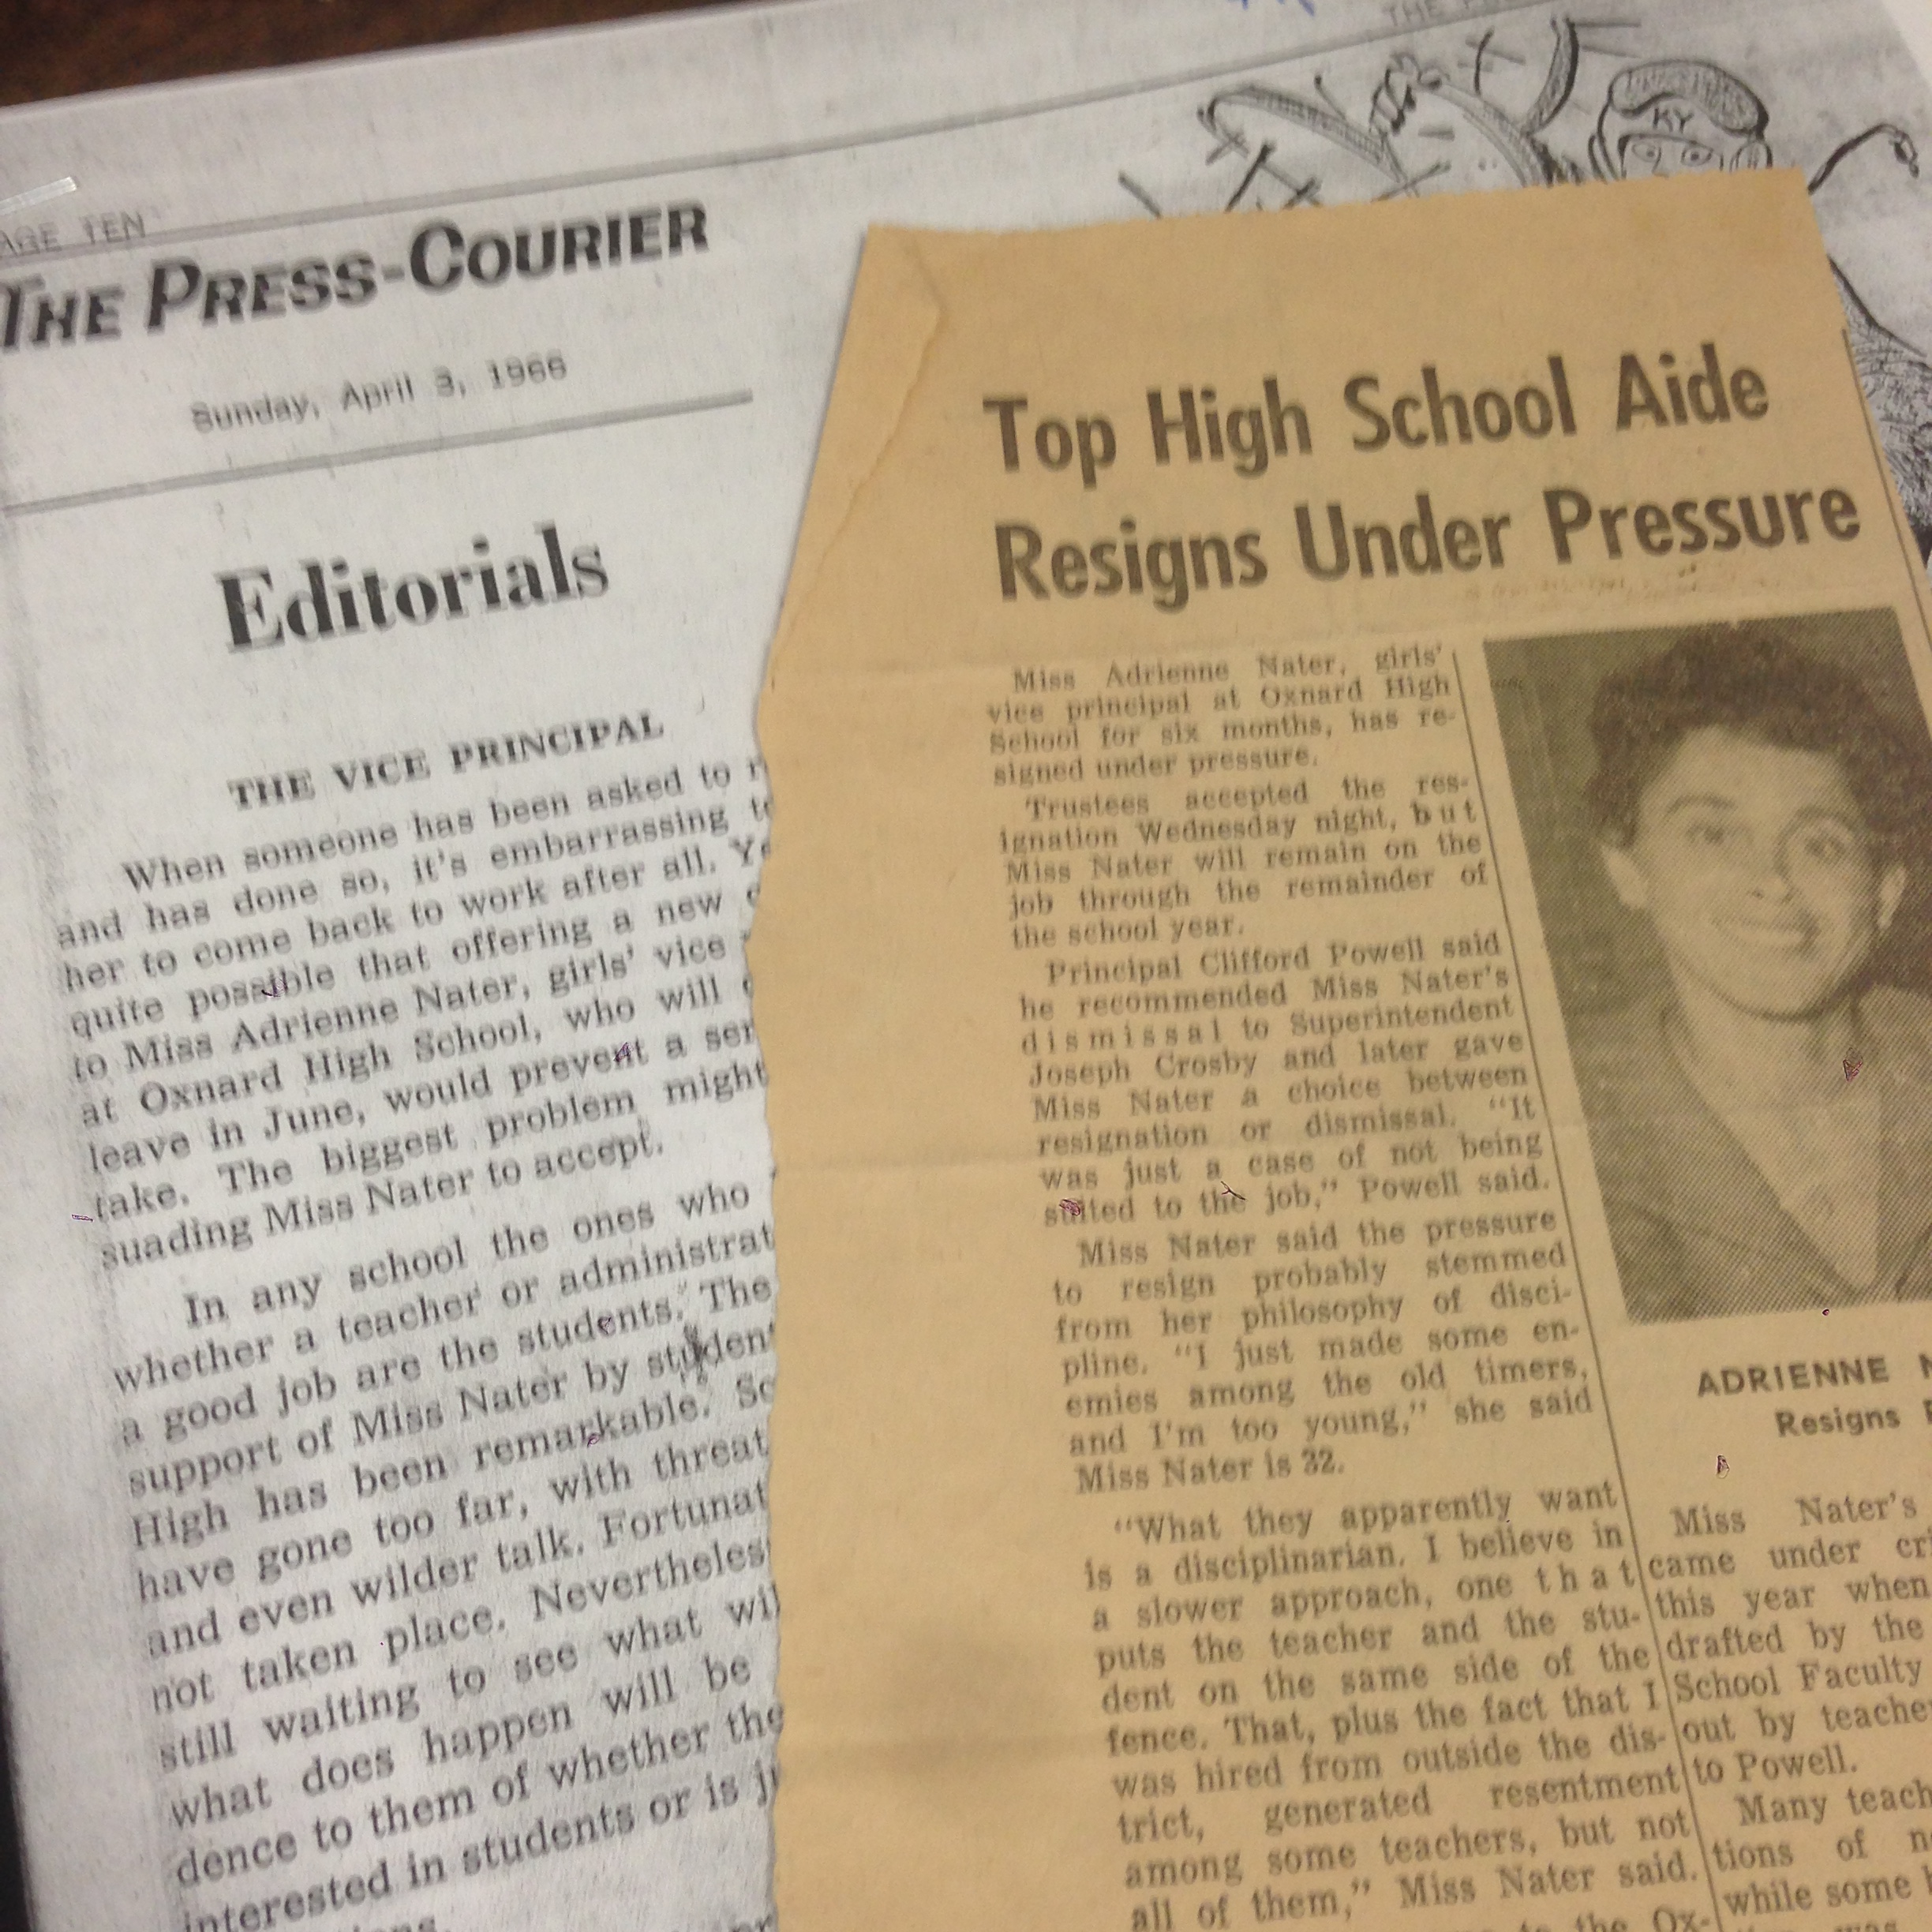 AGE TEN
THE PRESS-COURIER
Sunday, April 3, 1966
Editorials
THE VICE PRINCIPAL
When someone has been asked to
and has done so, it's embarrassing
her to come back to work after all.
quite possible that offering a new
to Miss Adrienne Nater, girls' vice
at Oxnard High School, who will
leave in June, would prevent a
take. The biggest problem might
suading Miss Nater to accept.
In any school the ones who
whether a teacher or administrat
a good job are the students. The
support of Miss Nater by student
High has been remarkable.
have gone too far, with threat
and even wilder talk. Fortunat
not taken place. Nevertheles
still waiting to see what wil
what does happen will be
dence to them of whether the
interested in students or is
KY
Top High School Aide
Resigns Under Pressure
Miss Adrienne Nater, girls'
vice principal at Oxnard High
School for six months, has re-
signed under pressure.
Trustees accepted the res-
ignation Wednesday night, but
Miss Nater will remain on the
job through the remainder of
the school year.
Principal Clifford Powell said
he recommended Miss Nater's
dismissal to Superintendent
Joseph Crosby and later gave
Miss Nater a choice between
resignation or dismissal. "It
was just a case of not being
suited to the job," Powell said.
Miss Nater said the pressure
to resign probably stemmed
from her philosophy of disci-
pline. "I just made some en-
emies among the old timers,
and I'm too young," she said
Miss Nater is 32.
"What they apparently want
is a disciplinarian. I believe in
a slower approach, one that
puts the teacher and the stu-
dent on the same side of the
fence. That, plus the fact that I
was hired from outside the dis-
trict, generated resentment
among some teachers, but not
all of them," Miss Nater said.
the Ox-
ADRIENNE N
Resigns
Miss Nater's
came under
this year when
drafted by the
School Faculty
out by teache
to Powell.
Many teach
tions of
while some
was